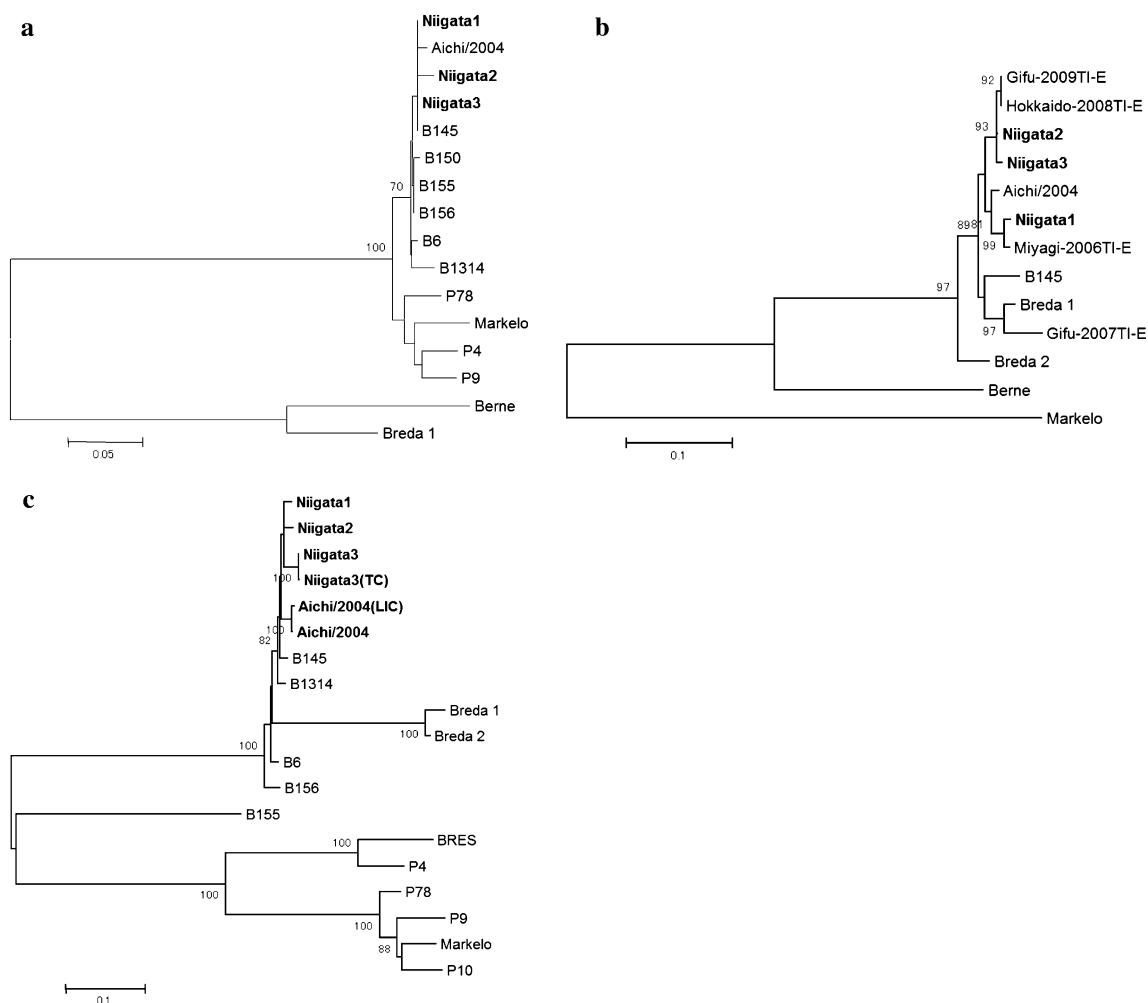 a
Niigata1
Aichi/2004
Niigata2
Niigata3
B145
B150
70
B155
B156
100
B6
B1314
P78
Markelo
P4
P9
Berne
Breda 1
0.05
b
92
Gifu-2009TI-E
Hokkaido-2008TI-E
93
Niigata2
Niigata3
Aichi/2004
8981
Niigata1
99
Miyagi-2006TI-E
B145
97
Breda 1
97
Gifu-2007TI-E
Breda 2
Berne
Markelo
0.1
c
Niigata1
Niigata2
Niigata3
100
Niigata3(TC)
Aichi/2004(LIC)
100
Aichi/2004
82
B145
B1314
Breda 1
100
Breda 2
100
B6
B156
B155
100
BRES
P4
100
P78
100
P9
88
Markelo
P10
0.1